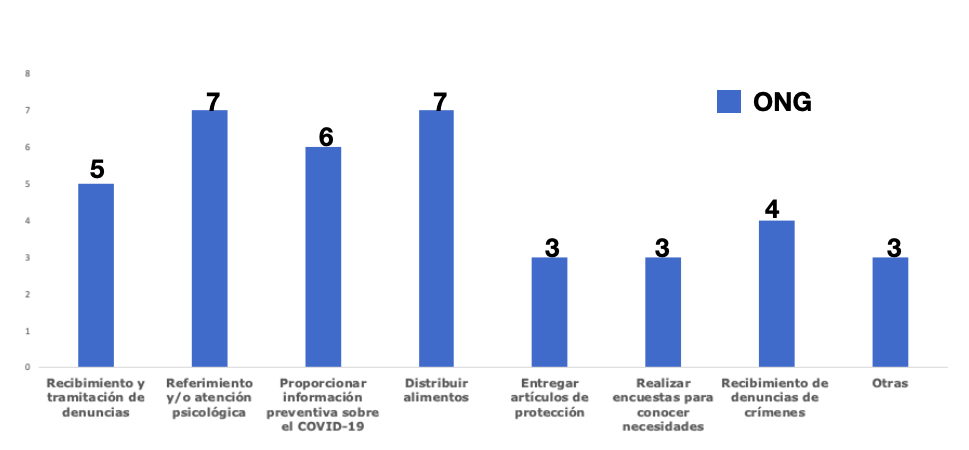 8
7
6
5
4
3
2
1
0
5
7
6
7
3
3
4
3
ONG
Recibimiento y
tramitación de
denuncias
Referimiento
y/o atención
psicológica
Proporcionar
información
preventiva sobre
el COVID-19
Distribuir
alimentos
Entregar
artículos de
protección
Realizar
encuestas para
conocer
necesidades
Recibimiento de
denuncias de
crímenes
Otras